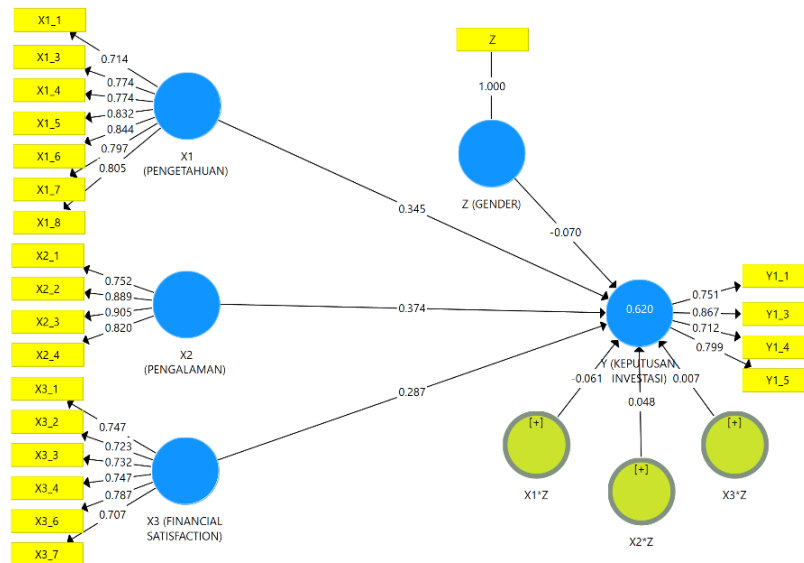 X1_1
X1_3
X1_4
X1_5
X1_6
X1_7
X1_8
0.714
0.774
0.774
0.832
0.844
0.797
0.805
X1
(PENGETAHUAN)
X2_1
X2_2
X2_3
X2_4
0.752
0.889
0.905
0.820
X2
(PENGALAMAN)
X3_1
X3_2
X3_3
X3_4
X3_6
X3_7
0.747
0.723
0.732
0.747
0.787
0.707
X3 (FINANCIAL
SATISFACTION)
0.345
0.374
0.287
Z
1.000
Z (GENDER)
-0.070
0.620
Y (KEPUTUSAN
INVESTASI)
0.751
0.867
0.712
0.799
Y1_1
Y1_3
Y1_4
Y1_5
-0.061
0.048
0.007
[+]
X1*Z
[+]
X2*Z
[+]
X3*Z